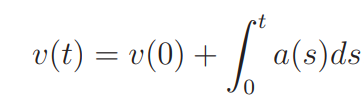 v(t) = v(0) + ∫₀ᵗ a(s)ds